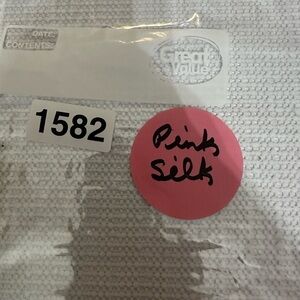 DATE:
CONTENTS:
Great
Value
1582
Pink
Silk